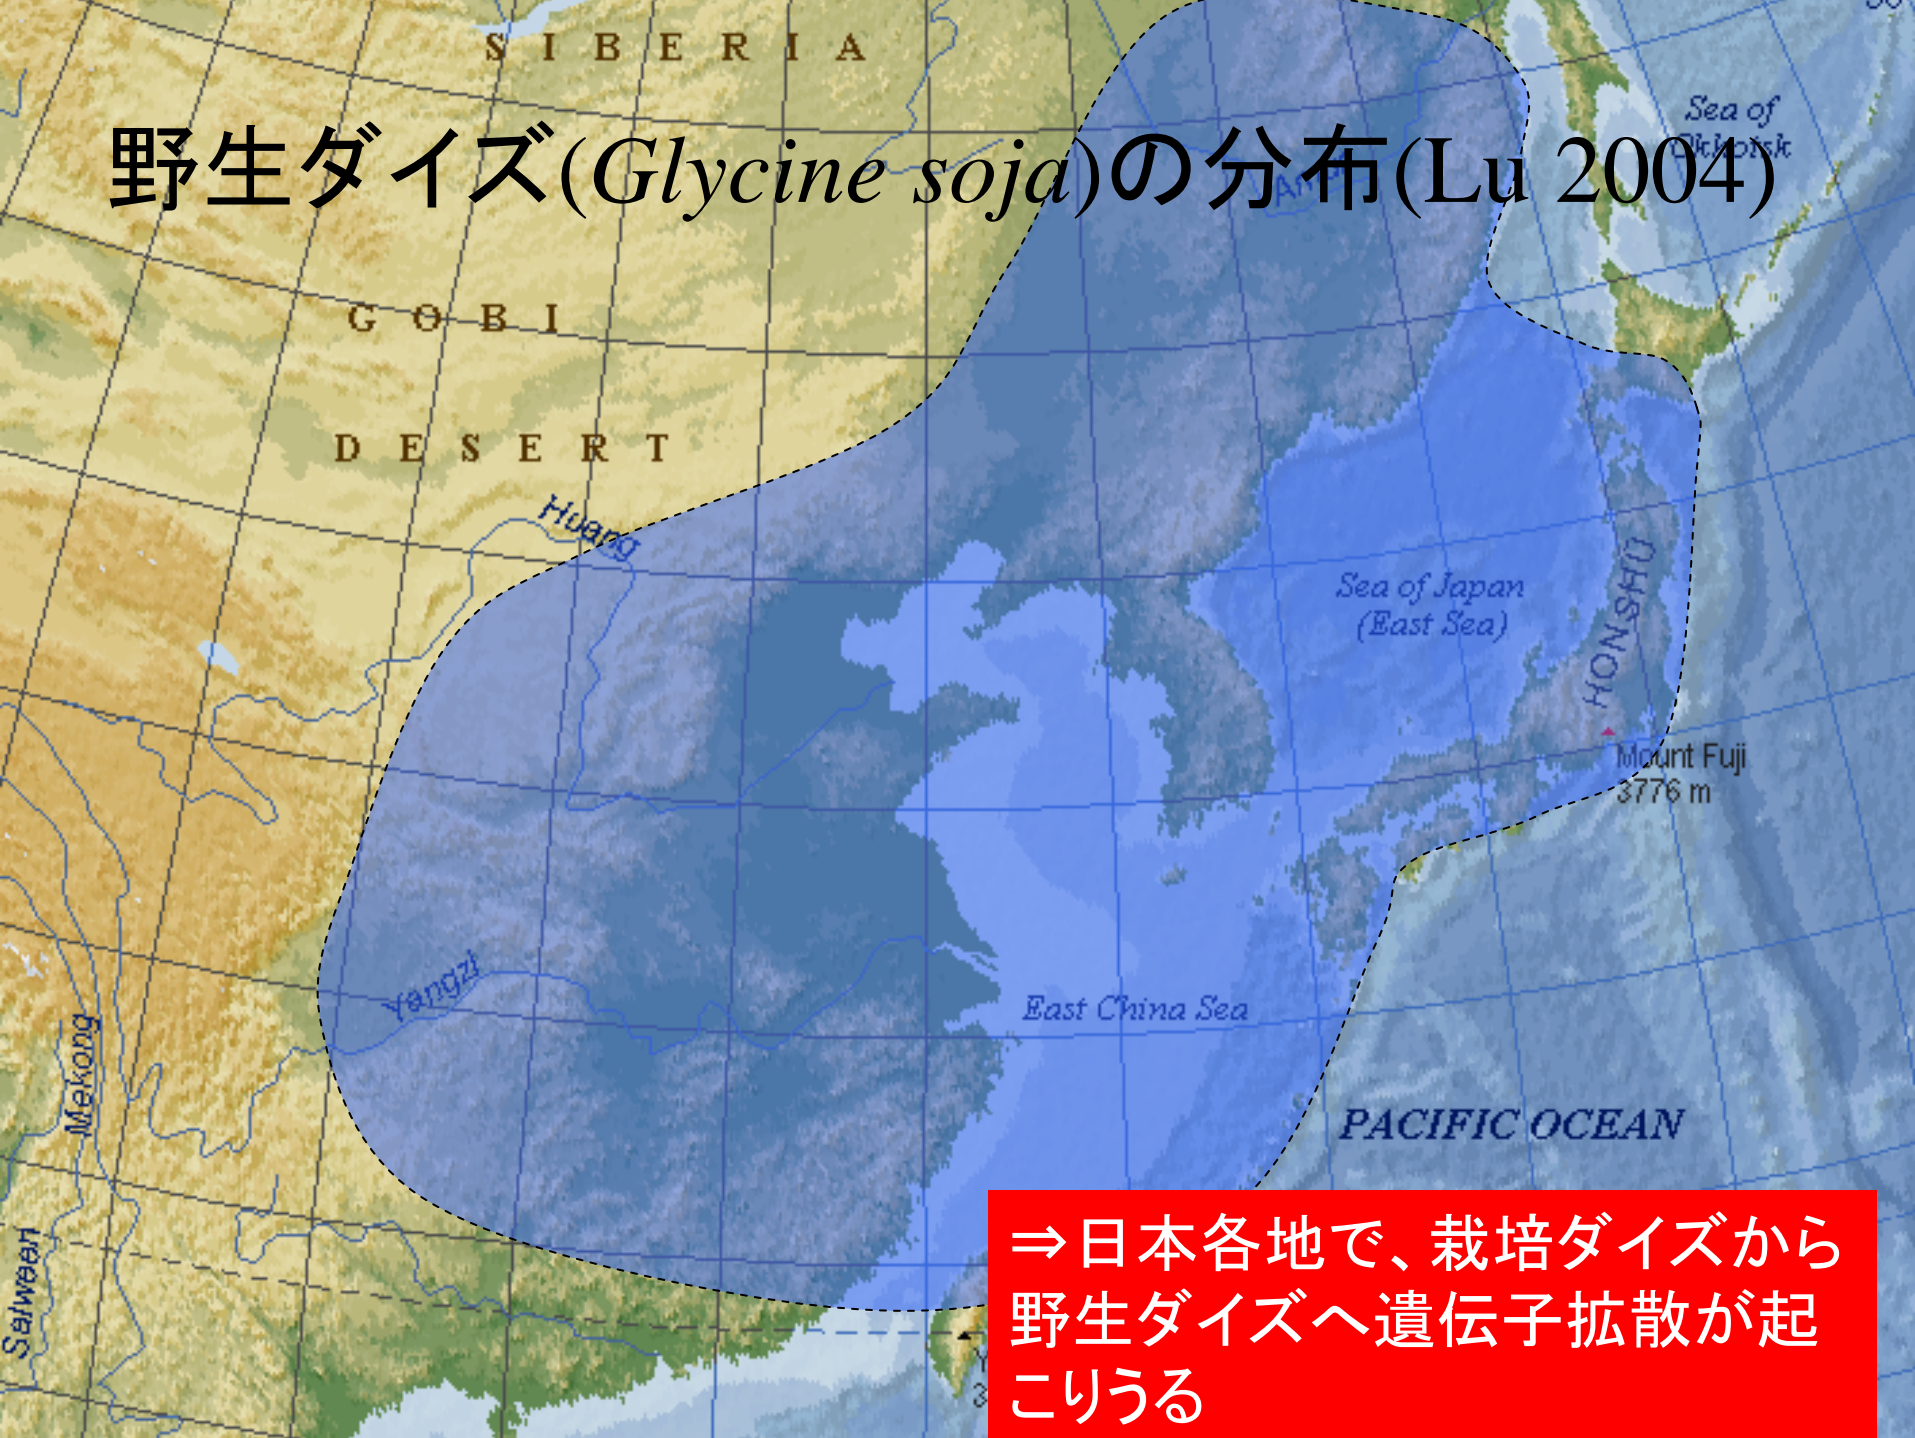 SIBERIA
Sea of
Okhotsk
野生ダイズ(Glycine soja)の分布(Lu 2004)
GOBI
DESERT
Huang
Sea of Japan
(East Sea)
HONSHŪ
Mount Fuji
3776 m
Yangzi
East China Sea
Mekong
PACIFIC OCEAN
Salween
⇒日本各地で、栽培ダイズから
野生ダイズへ遺伝子拡散が起
こりうる